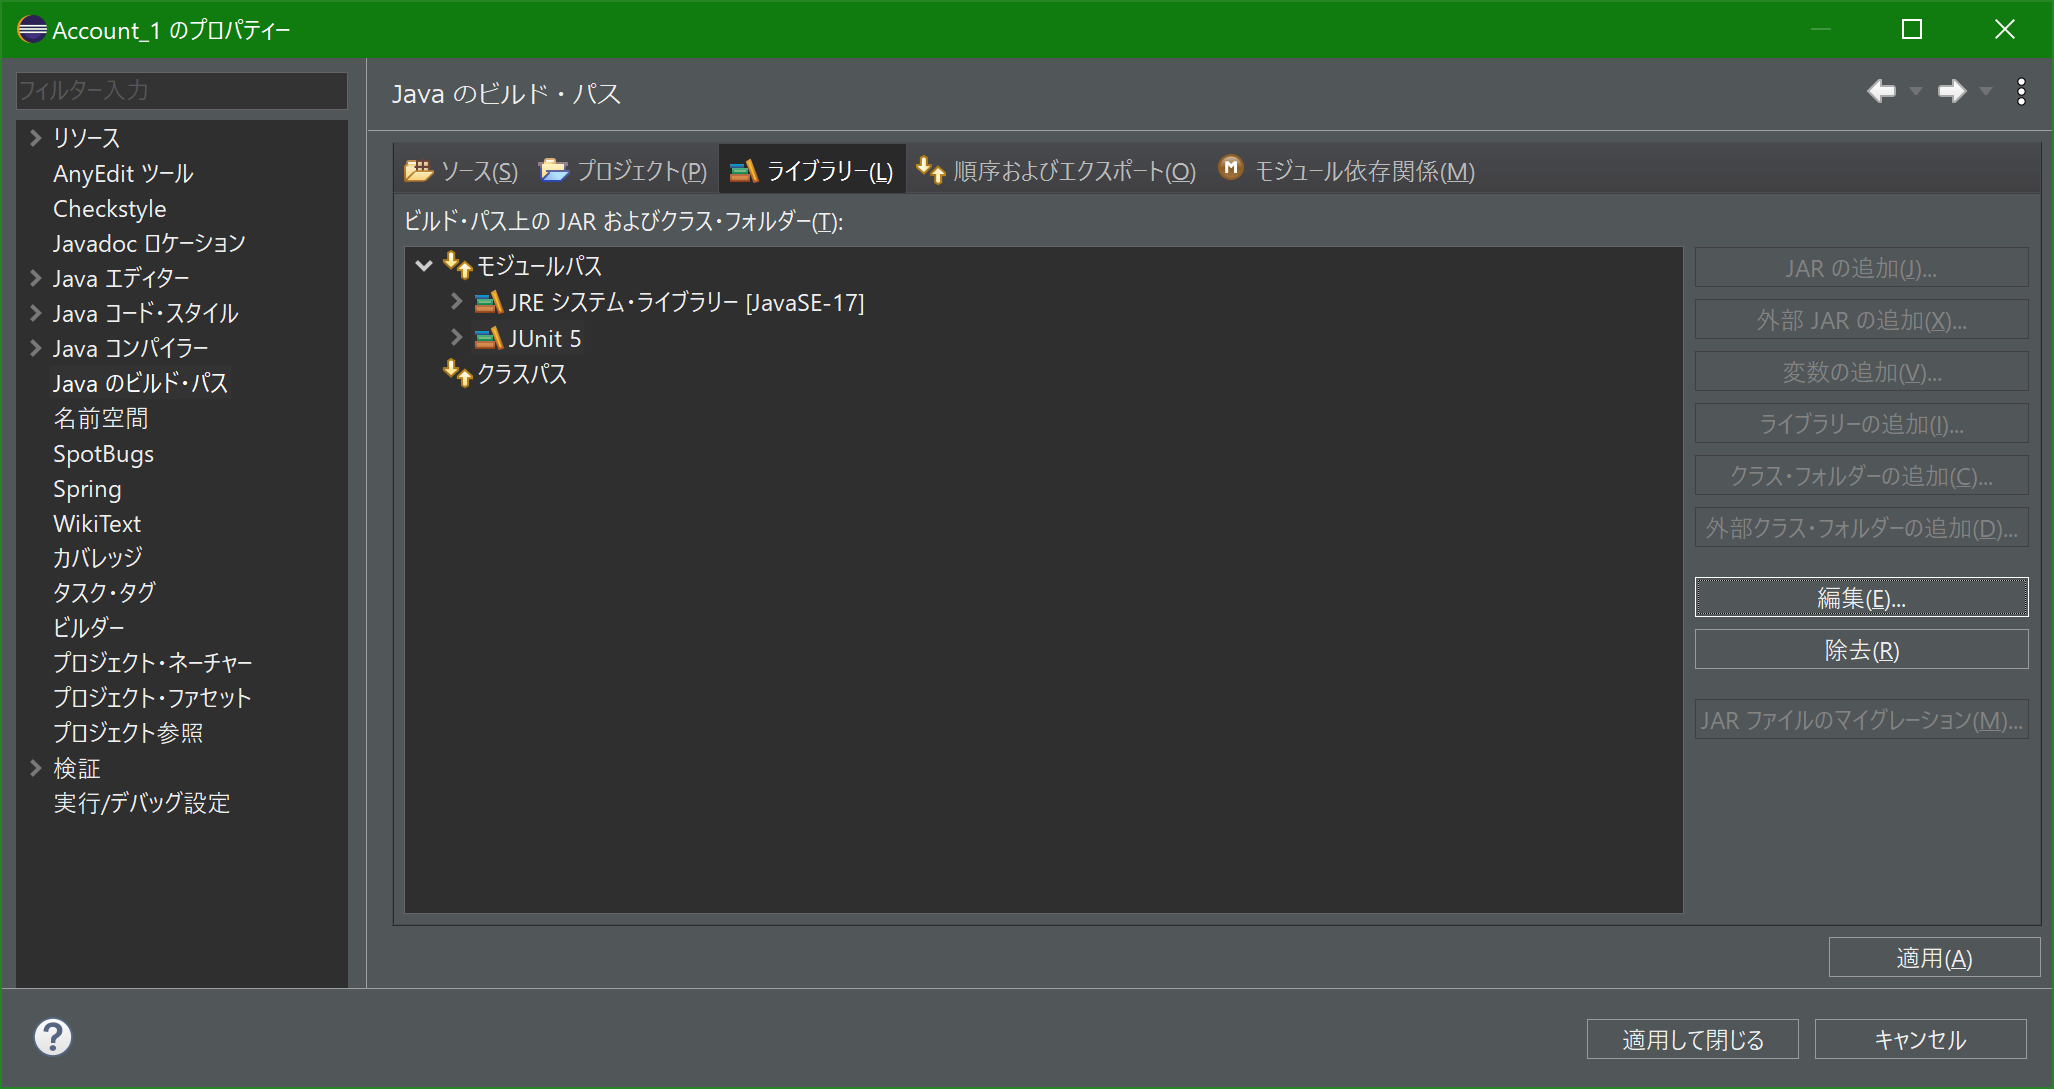 Account_1 のプロパティー
フィルター入力
リソース
AnyEdit ツール
Checkstyle
Javadoc ロケーション
Java エディター
Java コード・スタイル
Java コンパイラー
Java のビルド・パス
名前空間
SpotBugs
Spring
WikiText
カバレッジ
タスク・タグ
ビルダー
プロジェクト・ネーチャー
プロジェクト・ファセット
プロジェクト参照
検証
実行/デバッグ設定
Java のビルド・パス
ソース(S) プロジェクト(P) ライブラリー(L) 順序およびエクスポート(O) M モジュール依存関係(M)
ビルド・パス上の JAR およびクラス・フォルダー(T):
モジュールパス
JRE システム・ライブラリー [JavaSE-17]
JUnit 5
クラスパス
JAR の追加(J)...
外部 JAR の追加(X)...
変数の追加(V)...
ライブラリーの追加(I)...
クラス・フォルダーの追加(C)...
外部クラス・フォルダーの追加(D)...
編集(E)...
除去(R)
JAR ファイルのマイグレーション(M)...
適用(A)
?
適用して閉じる
キャンセル